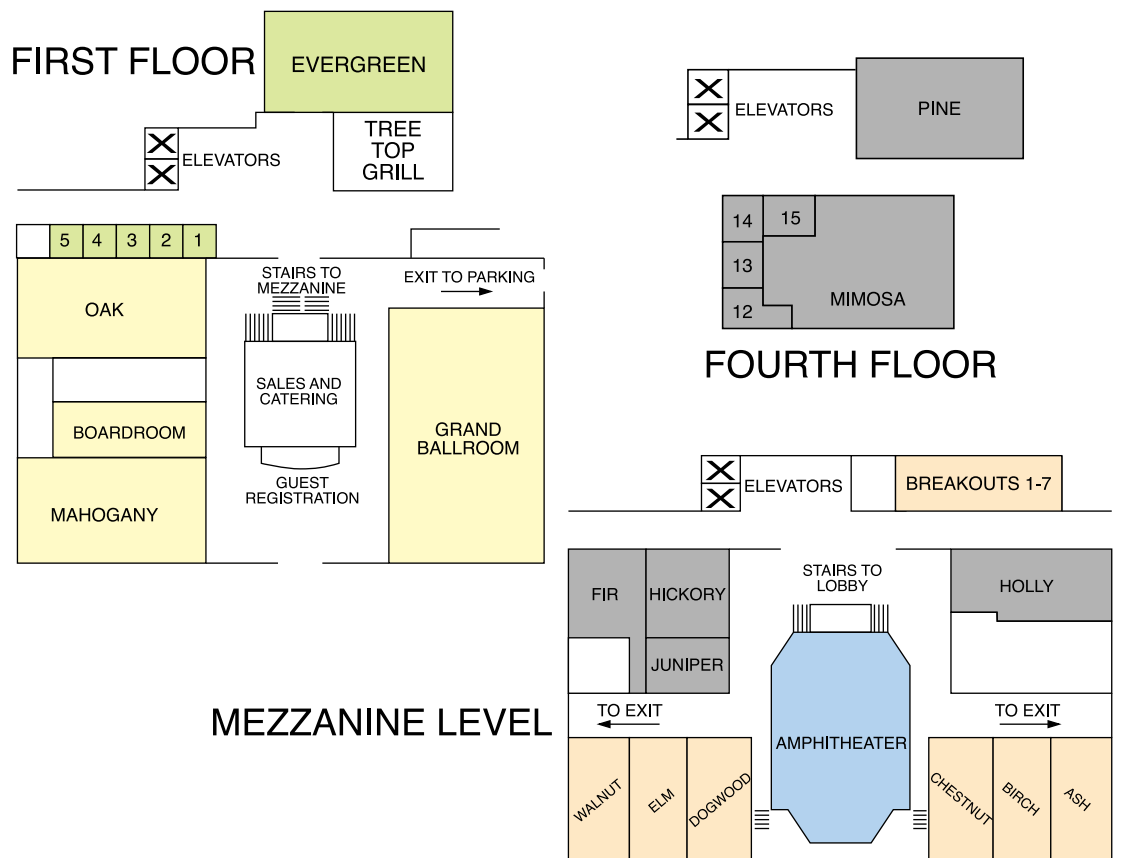 FIRST FLOOR
EVERGREEN
TREE
TOP
GRILL
ELEVATORS
5 4 3 2 1
OAK
STAIRS TO
MEZZANINE
EXIT TO PARKING
SALES AND
CATERING
BOARDROOM
GRAND
BALLROOM
GUEST
REGISTRATION
MAHOGANY
ELEVATORS
PINE
14 15
13
12
MIMOSA
FOURTH FLOOR
ELEVATORS
BREAKOUTS 1-7
FIR
HICKORY
STAIRS TO
LOBBY
HOLLY
JUNIPER
MEZZANINE LEVEL
TO EXIT
TO EXIT
AMPHITHEATER
WALNUT
ELM
DOGWOOD
CHESTNUT
BIRCH
ASH